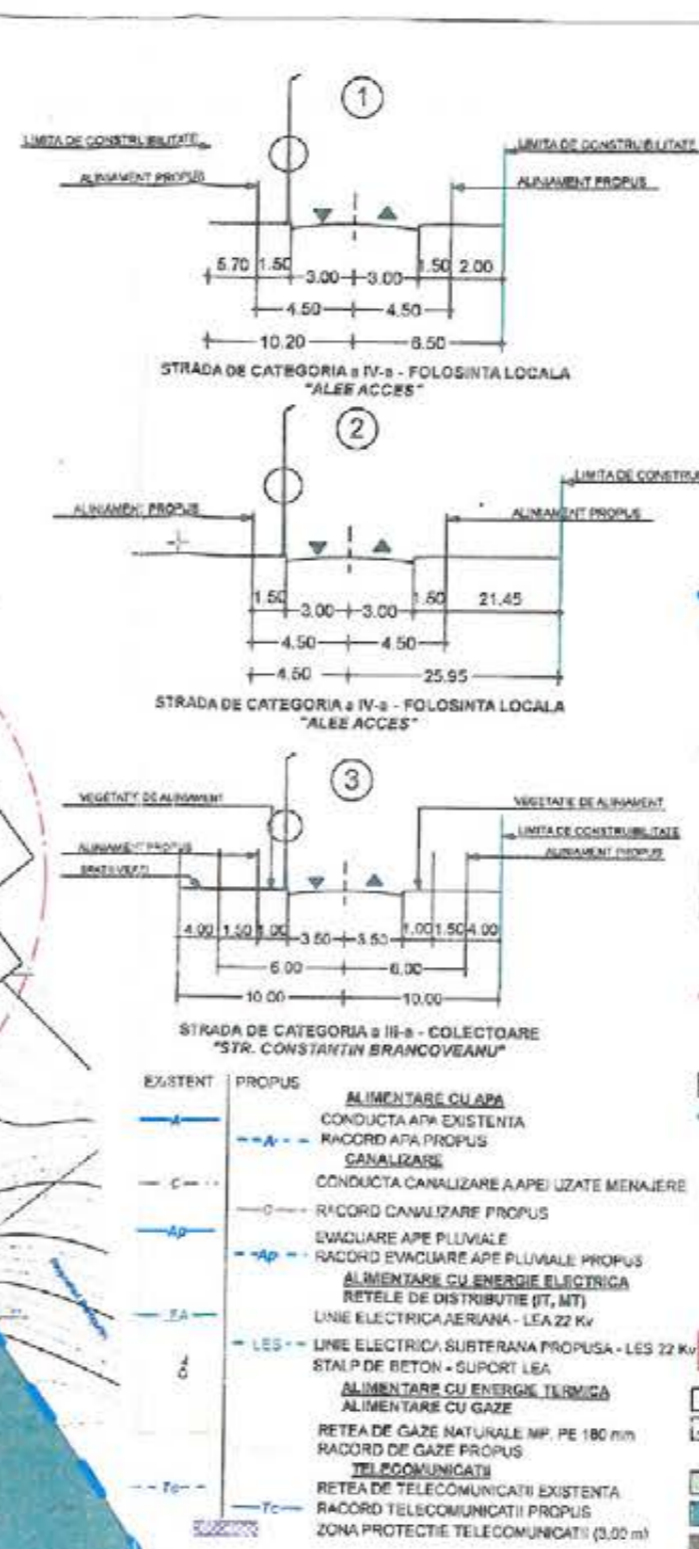 1
LIMITA DE CONSTRUIBILITATE
LIMITA DE CONSTRUIBILITATE
ALINIAMENT PROPUS
ALINIAMENT PROPUS
5.70 1.50 3.00 3.00 1.50 2.00
4.50 4.50
10.20 8.50
STRADA DE CATEGORIA a IV-a - FOLOSINTA LOCALA
"ALEE ACCES"
2
LIMITA DE CONSTRU
ALINIAMENT PROPUS
ALINIAMENT PROPUS
1.50 3.00 3.00 1.50 21.45
4.50 4.50
4.50 25.95
STRADA DE CATEGORIA a IV-a - FOLOSINTA LOCALA
"ALEE ACCES"
3
VEGETATIE DE ALINIAMENT
VEGETATIE DE ALINIAMENT
LIMITA DE CONSTRUIBILITATE
ALINIAMENT PROPUS
ALINIAMENT PROPUS
4.00 1.50 1.00 3.50 3.50 1.00 1.50 4.00
6.00 6.00
10.00 10.00
STRADA DE CATEGORIA a III-a - COLECTOARE
"STR. CONSTANTIN BRANCOVEANU"
EXISTENT PROPUS
ALIMENTARE CU APA
A CONDUCTA APA EXISTENTA
A RACORD APA PROPUS
CANALIZARE
C CONDUCTA CANALIZARE A APEI UZATE MENAJERE
C RACORD CANALIZARE PROPUS
Ap EVACUARE APE PLUVIALE
Ap RACORD EVACUARE APE PLUVIALE PROPUS
ALIMENTARE CU ENERGIE ELECTRICA
RETELE DE DISTRIBUTIE (IT, MT)
LINIE ELECTRICA AERIANA - LEA 22 Kv
LES LINIE ELECTRICA SUBTERANA PROPUSA - LES 22 Kv
STALP DE BETON - SUPORT LEA
ALIMENTARE CU ENERGIE TERMICA
ALIMENTARE CU GAZE
RETEA DE GAZE NATURALE MP. PE 180 mm
RACORD DE GAZE PROPUS
TELECOMUNICATII
Tc RETEA DE TELECOMUNICATII EXISTENTA
Tc RACORD TELECOMUNICATII PROPUS
ZONA PROTECTIE TELECOMUNICATII (3,00 m)